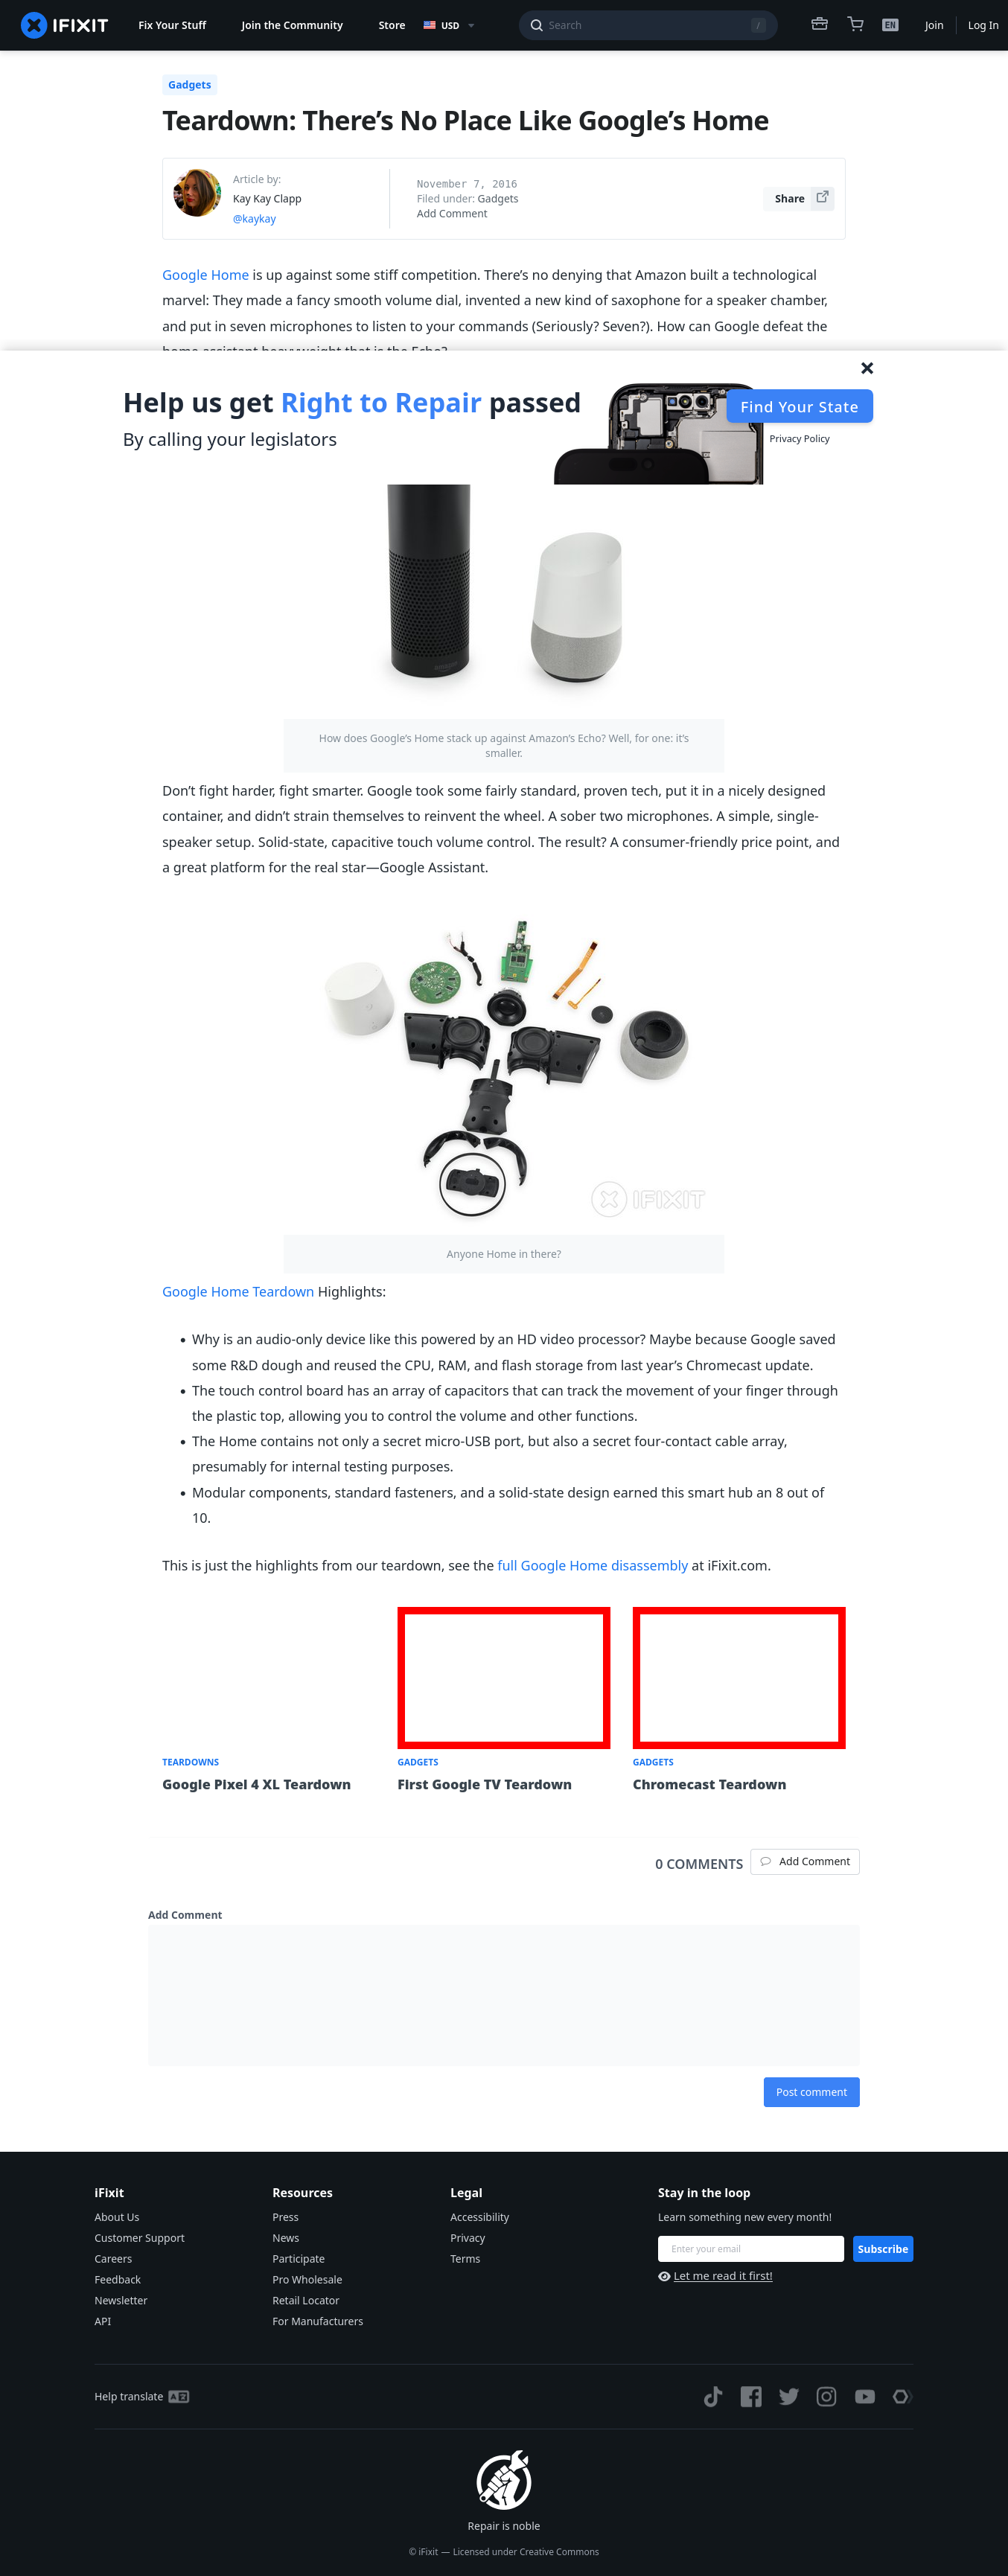 IFIXIT Fix Your Stuff Join the Community Store USD Search / EN Join Log In
Gadgets
Teardown: There’s No Place Like Google’s Home
Article by:
Kay Kay Clapp
@kaykay
November 7, 2016
Filed under: Gadgets
Add Comment
Share
Google Home is up against some stiff competition. There’s no denying that Amazon built a technological
marvel: They made a fancy smooth volume dial, invented a new kind of saxophone for a speaker chamber,
and put in seven microphones to listen to your commands (Seriously? Seven?). How can Google defeat the
home assistant heavyweight that is the Echo?
Help us get Right to Repair passed
By calling your legislators
Find Your State
Privacy Policy
How does Google’s Home stack up against Amazon’s Echo? Well, for one: it’s
smaller.
Don’t fight harder, fight smarter. Google took some fairly standard, proven tech, put it in a nicely designed
container, and didn’t strain themselves to reinvent the wheel. A sober two microphones. A simple, single-
speaker setup. Solid-state, capacitive touch volume control. The result? A consumer-friendly price point, and
a great platform for the real star—Google Assistant.
IFIXIT
Anyone Home in there?
Google Home Teardown Highlights:
• Why is an audio-only device like this powered by an HD video processor? Maybe because Google saved
some R&D dough and reused the CPU, RAM, and flash storage from last year’s Chromecast update.
• The touch control board has an array of capacitors that can track the movement of your finger through
the plastic top, allowing you to control the volume and other functions.
• The Home contains not only a secret micro-USB port, but also a secret four-contact cable array,
presumably for internal testing purposes.
• Modular components, standard fasteners, and a solid-state design earned this smart hub an 8 out of
10.
This is just the highlights from our teardown, see the full Google Home disassembly at iFixit.com.
TEARDOWNS
Google Pixel 4 XL Teardown
GADGETS
First Google TV Teardown
GADGETS
Chromecast Teardown
0 COMMENTS
Add Comment
Add Comment
Post comment
iFixit
About Us
Customer Support
Careers
Feedback
Newsletter
API
Resources
Press
News
Participate
Pro Wholesale
Retail Locator
For Manufacturers
Legal
Accessibility
Privacy
Terms
Stay in the loop
Learn something new every month!
Enter your email
Subscribe
Let me read it first!
Help translate
Repair is noble
© iFixit — Licensed under Creative Commons